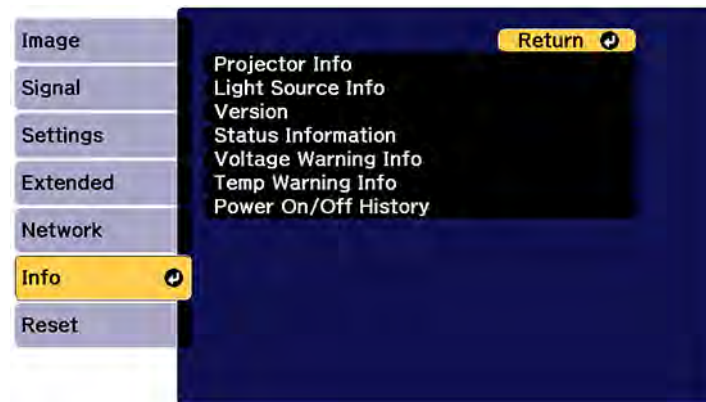 Image
Signal
Settings
Extended
Network
Info
Reset
Return
Projector Info
Light Source Info
Version
Status Information
Voltage Warning Info
Temp Warning Info
Power On/Off History